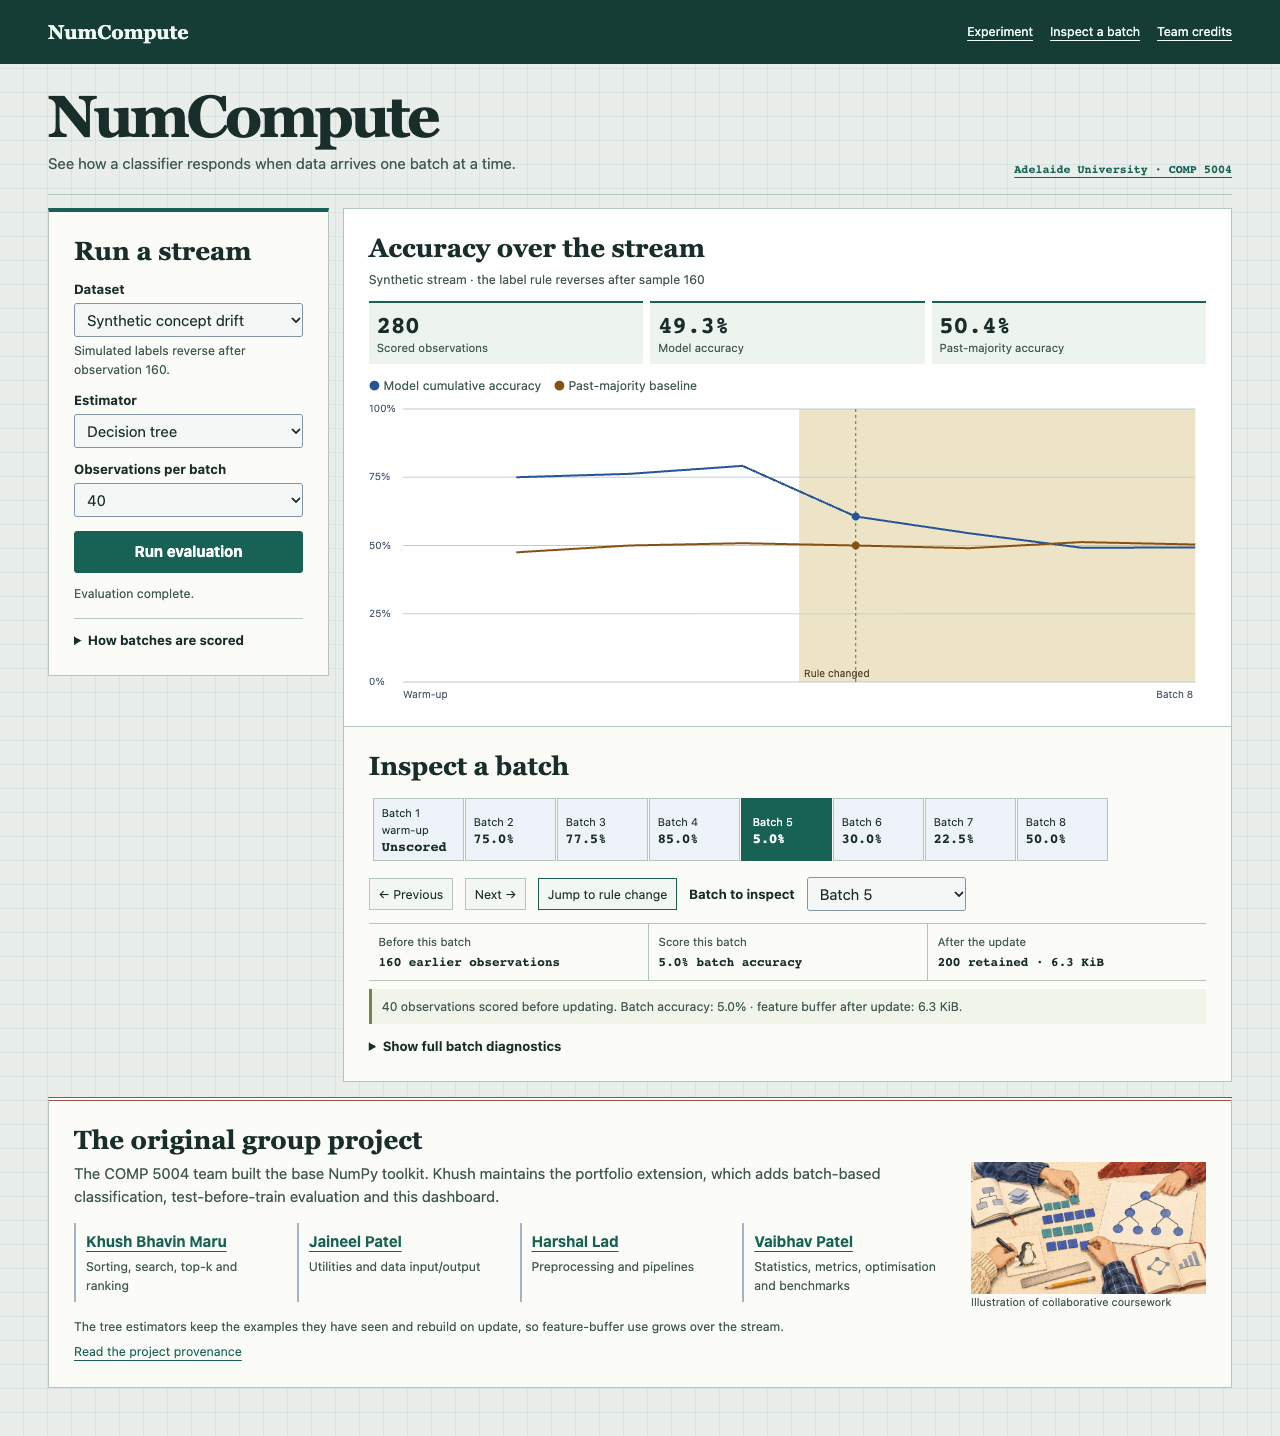 NumCompute
Experiment
Inspect a batch
Team credits
NumCompute
See how a classifier responds when data arrives one batch at a time.
Adelaide University · COMP 5004
Run a stream
Dataset
Synthetic concept drift
Simulated labels reverse after
observation 160.
Estimator
Decision tree
Observations per batch
40
Run evaluation
Evaluation complete.
How batches are scored
Accuracy over the stream
Synthetic stream · the label rule reverses after sample 160
280
Scored observations
49.3%
Model accuracy
50.4%
Past-majority accuracy
Model cumulative accuracy
Past-majority baseline
100%
75%
50%
25%
0%
Rule changed
Warm-up
Batch 8
Inspect a batch
Batch 1
warm-up
Unscored
Batch 2
75.0%
Batch 3
77.5%
Batch 4
85.0%
Batch 5
5.0%
Batch 6
30.0%
Batch 7
22.5%
Batch 8
50.0%
← Previous
Next →
Jump to rule change
Batch to inspect
Batch 5
Before this batch
160 earlier observations
Score this batch
5.0% batch accuracy
After the update
200 retained · 6.3 KiB
40 observations scored before updating. Batch accuracy: 5.0% · feature buffer after update: 6.3 KiB.
Show full batch diagnostics
The original group project
The COMP 5004 team built the base NumPy toolkit. Khush maintains the portfolio extension, which adds batch-based
classification, test-before-train evaluation and this dashboard.
Khush Bhavin Maru
Sorting, search, top-k and
ranking
Jaineel Patel
Utilities and data input/output
Harshal Lad
Preprocessing and pipelines
Vaibhav Patel
Statistics, metrics, optimisation
and benchmarks
Illustration of collaborative coursework
The tree estimators keep the examples they have seen and rebuild on update, so feature-buffer use grows over the stream.
Read the project provenance